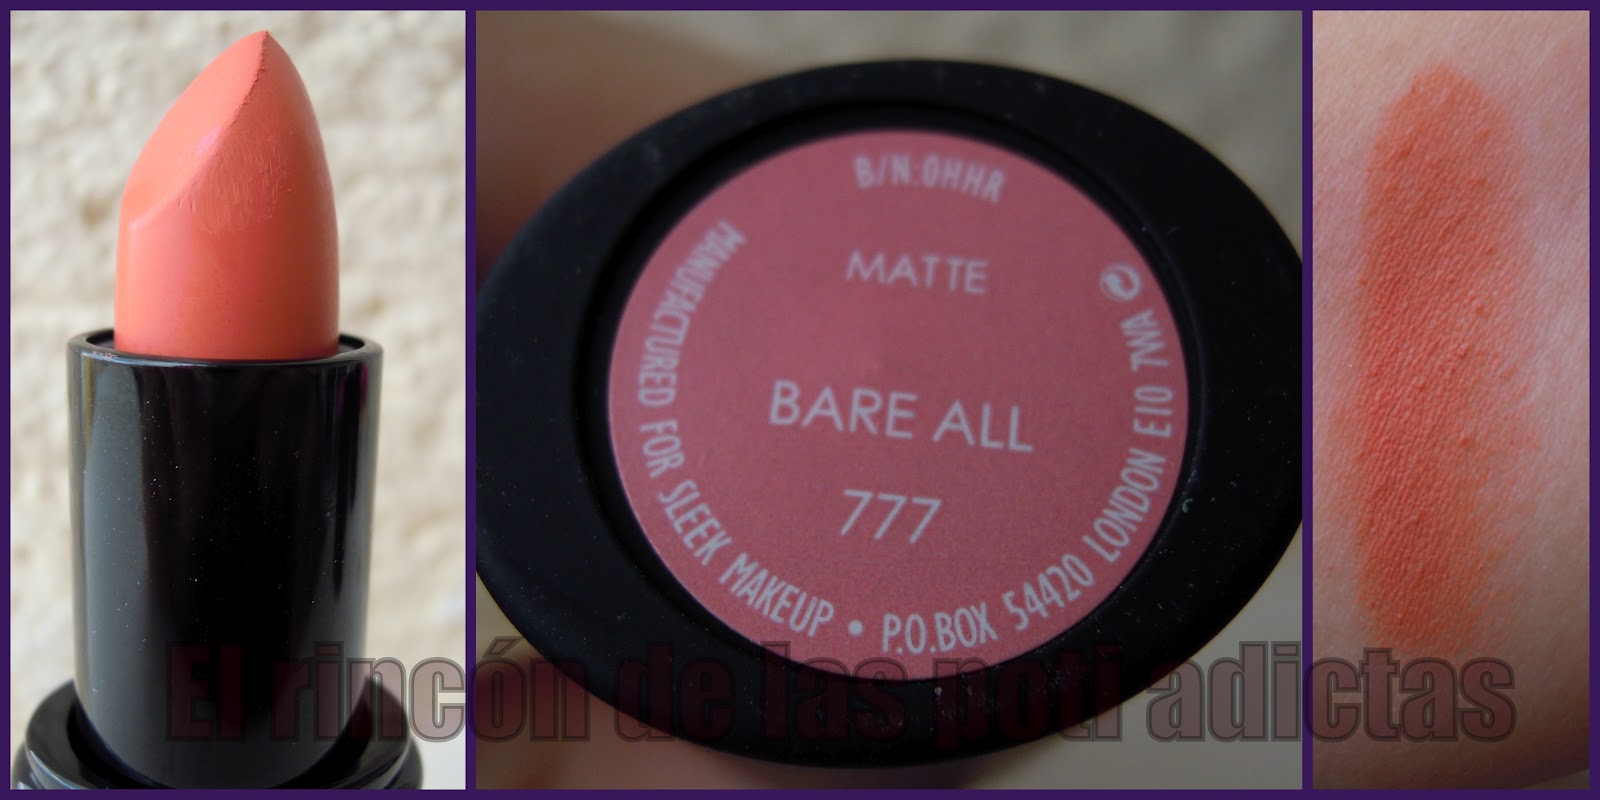 B/N:0HHR
MATTE
BARE ALL
777
MANUFACTURED FOR SLEEK MAKEUP • P.O.BOX 54420 LONDON E10 7WA
El rincón de las poti adictas